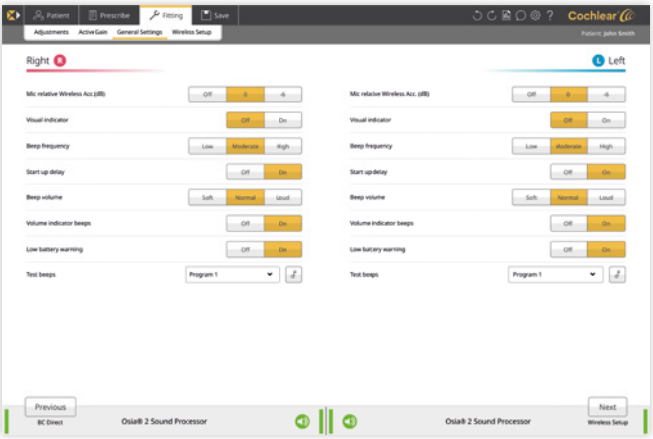 Patient Prescribe Fitting Save ? Cochlear
Adjustments ActiveGain General Settings Wireless Setup Patient: John Smith
Right R L Left
Mic relative Wireless Acc.(dB) Off 0 -6 Mic relative Wireless Acc. (dB) Off 0 -6
Visual indicator Off On Visual indicator Off On
Beep frequency Low Moderate High Beep frequency Low Moderate High
Start up delay Off On Start up delay Off On
Beep volume Soft Normal Loud Beep volume Soft Normal Loud
Volume indicator beeps Off On Volume indicator beeps Off On
Low battery warning Off On Low battery warning Off On
Test beeps Program 1 Test beeps Program 1
Previous Next
BC Direct Osia® 2 Sound Processor Osia® 2 Sound Processor Wireless Setup